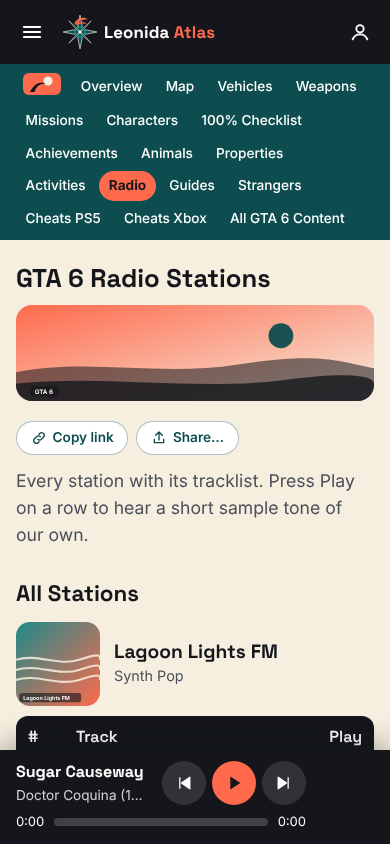 Leonida Atlas
Overview Map Vehicles Weapons
Missions Characters 100% Checklist
Achievements Animals Properties
Activities Radio Guides Strangers
Cheats PS5 Cheats Xbox All GTA 6 Content
GTA 6 Radio Stations
GTA 6
Copy link Share...
Every station with its tracklist. Press Play
on a row to hear a short sample tone of
our own.
All Stations
Lagoon Lights FM
Synth Pop
Lagoon Lights FM
# Track Play
Sugar Causeway
Doctor Coquina (1...
0:00 0:00